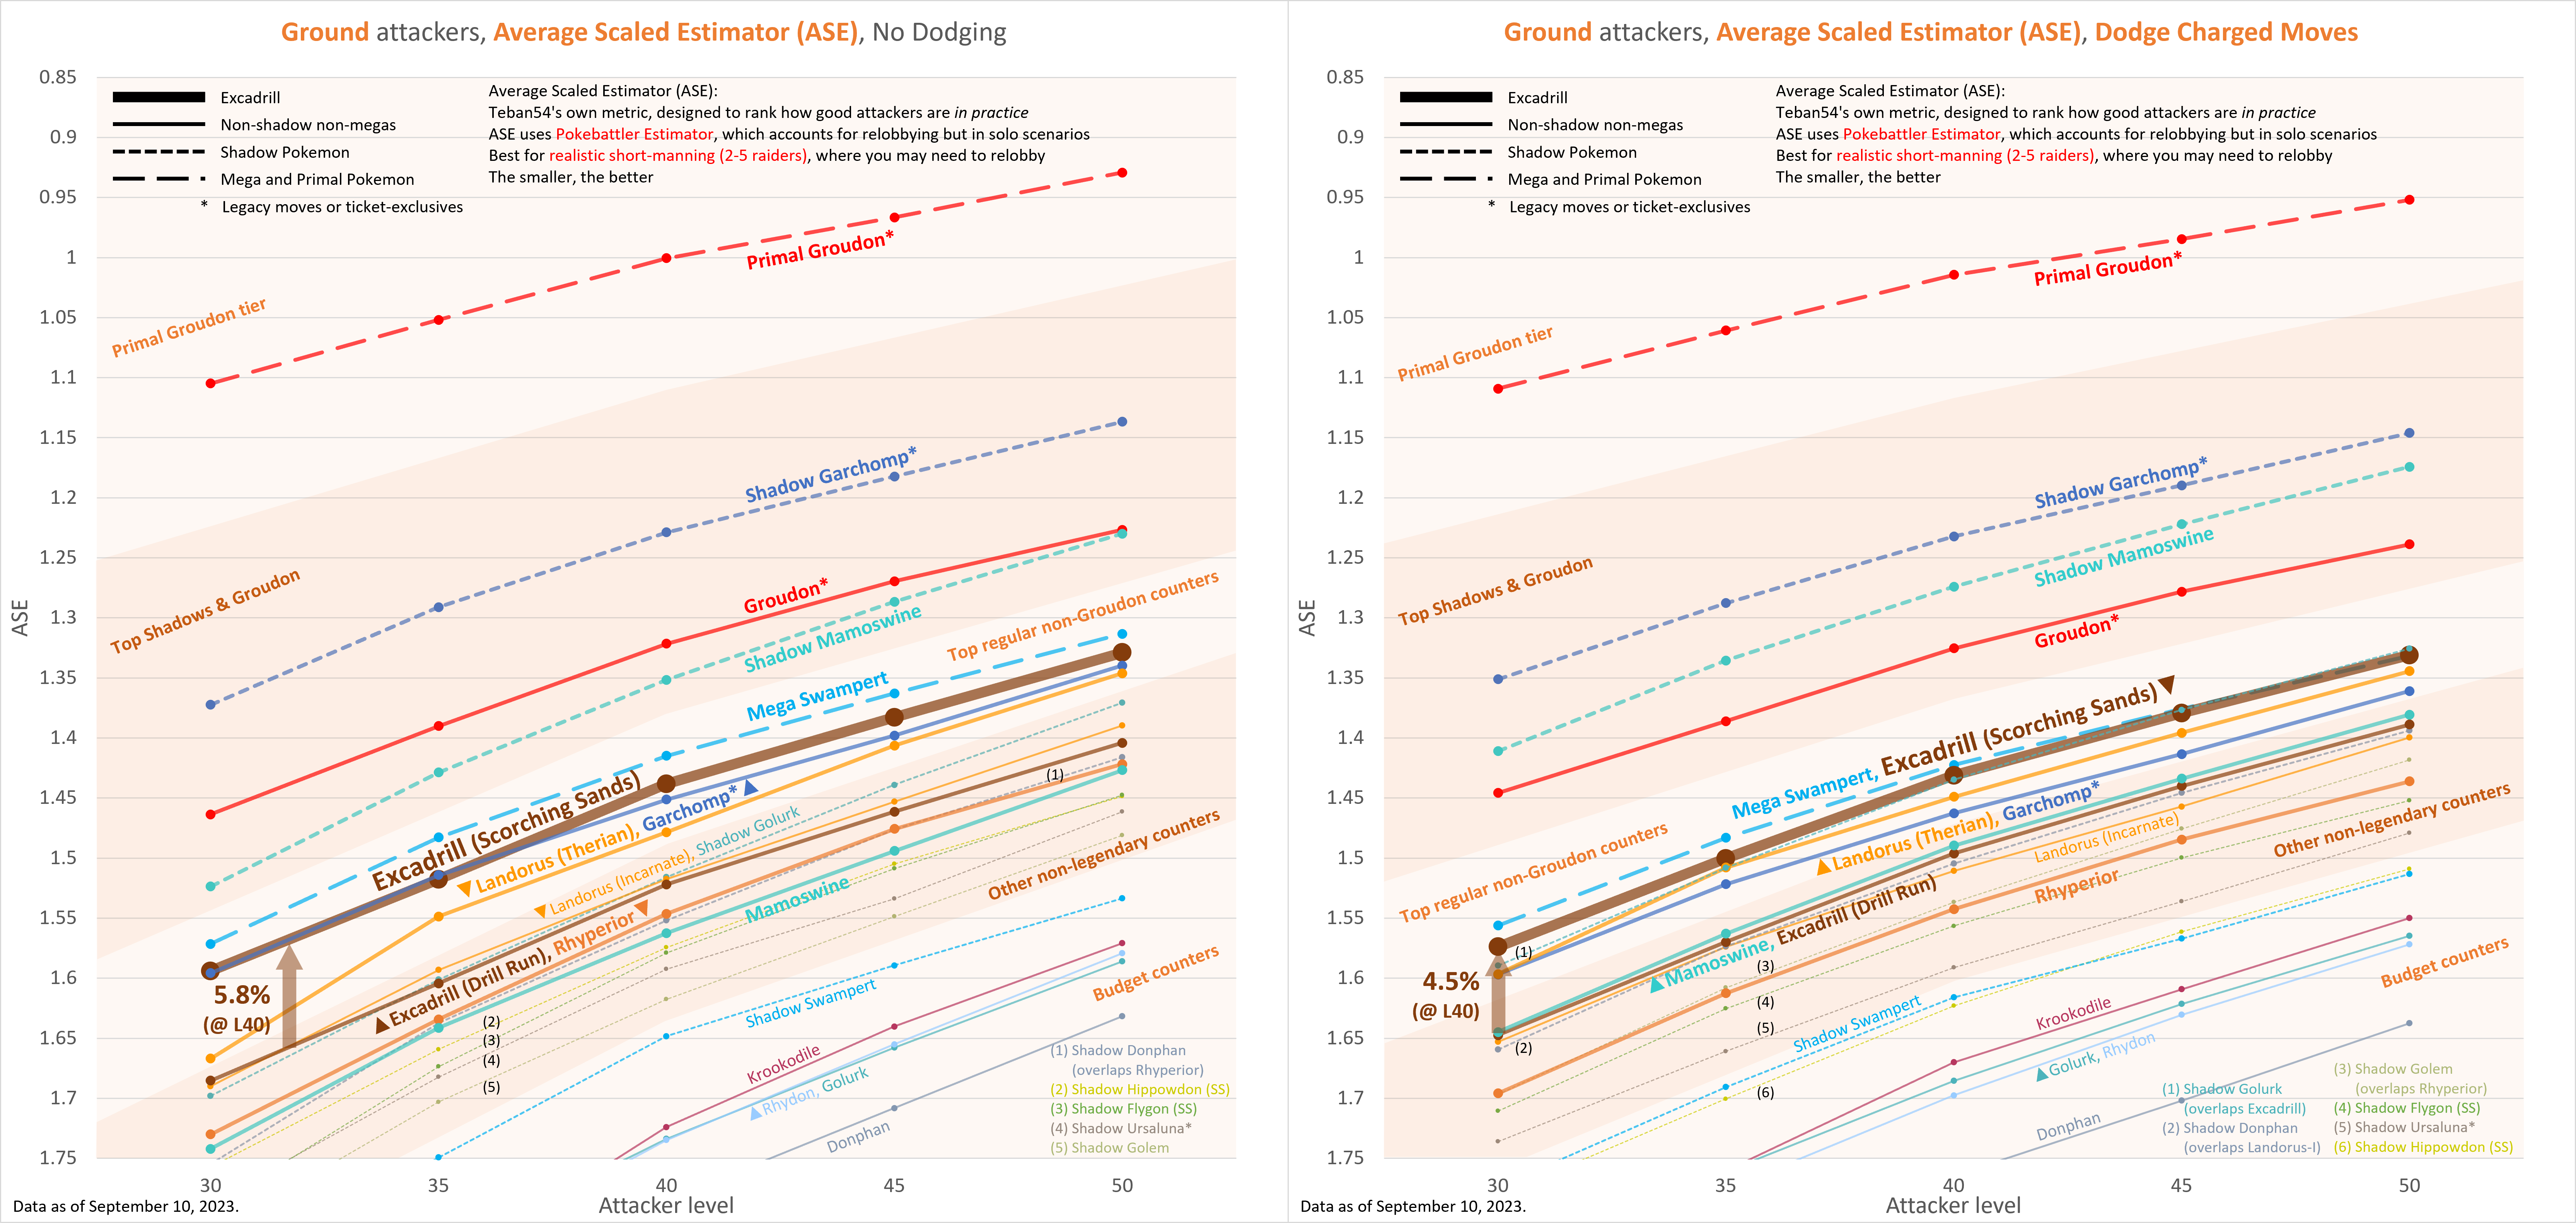 Ground attackers, Average Scaled Estimator (ASE), No Dodging
0.85
0.9
0.95
1
1.05
1.1
1.15
1.2
1.25
1.3
1.35
1.4
1.45
1.5
1.55
1.6
1.65
1.7
1.75
ASE
Excadrill
Non-shadow non-megas
Shadow Pokemon
Mega and Primal Pokemon
* Legacy moves or ticket-exclusives
Average Scaled Estimator (ASE):
Teban54's own metric, designed to rank how good attackers are in practice
ASE uses Pokebattler Estimator, which accounts for relobbying but in solo scenarios
Best for realistic short-manning (2-5 raiders), where you may need to relobby
The smaller, the better
Primal Groudon*
Primal Groudon tier
Shadow Garchomp*
Top Shadows & Groudon
Groudon*
Shadow Mamoswine
Top regular non-Groudon counters
Mega Swampert
Excadrill (Scorching Sands)
▼Landorus (Therian), Garchomp*▲
▼Landorus (Incarnate), Shadow Golurk
▲Excadrill (Drill Run), Rhyperior◀
Mamoswine
(1)
Other non-legendary counters
5.8%
(@ L40)
(2)
(3)
(4)
(5)
Shadow Swampert
Krookodile
▲Rhydon, Golurk
Donphan
Budget counters
(1) Shadow Donphan
(overlaps Rhyperior)
(2) Shadow Hippowdon (SS)
(3) Shadow Flygon (SS)
(4) Shadow Ursaluna*
(5) Shadow Golem
30
35
40
45
50
Attacker level
Data as of September 10, 2023.
Ground attackers, Average Scaled Estimator (ASE), Dodge Charged Moves
0.85
0.9
0.95
1
1.05
1.1
1.15
1.2
1.25
1.3
1.35
1.4
1.45
1.5
1.55
1.6
1.65
1.7
1.75
ASE
Excadrill
Non-shadow non-megas
Shadow Pokemon
Mega and Primal Pokemon
* Legacy moves or ticket-exclusives
Average Scaled Estimator (ASE):
Teban54's own metric, designed to rank how good attackers are in practice
ASE uses Pokebattler Estimator, which accounts for relobbying but in solo scenarios
Best for realistic short-manning (2-5 raiders), where you may need to relobby
The smaller, the better
Primal Groudon*
Primal Groudon tier
Shadow Garchomp*
Shadow Mamoswine
Top Shadows & Groudon
Groudon*
Mega Swampert, Excadrill (Scorching Sands)▼
Top regular non-Groudon counters
▲Landorus (Therian), Garchomp*
Landorus (Incarnate)
▲Mamoswine, Excadrill (Drill Run)
Rhyperior
Other non-legendary counters
(1)
4.5%
(@ L40)
(2)
(3)
(4)
(5)
(6)
Shadow Swampert
Krookodile
▲Golurk, Rhydon
Donphan
Budget counters
(1) Shadow Golurk
(overlaps Excadrill)
(2) Shadow Donphan
(overlaps Landorus-I)
(3) Shadow Golem
(overlaps Rhyperior)
(4) Shadow Flygon (SS)
(5) Shadow Ursaluna*
(6) Shadow Hippowdon (SS)
30
35
40
45
50
Attacker level
Data as of September 10, 2023.